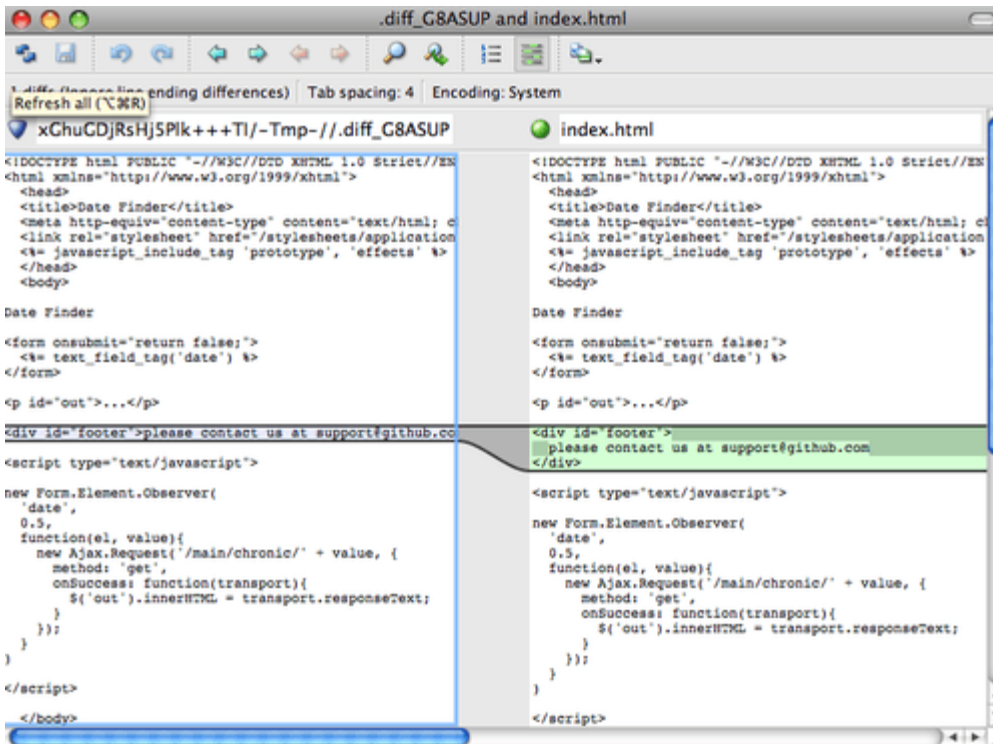 .diff_G8ASUP and index.html
1 diffs (Ignore line ending differences) Tab spacing: 4 Encoding: System
Refresh all (⌥⌘R)
xGhuGDjRsHj5Plk+++TI/-Tmp-//.diff_G8ASUP
<!DOCTYPE html PUBLIC "-//W3C//DTD XHTML 1.0 Strict//EN
<html xmlns="http://www.w3.org/1999/xhtml">
<head>
<title>Date Finder</title>
<meta http-equiv="content-type" content="text/html; c
<link rel="stylesheet" href="/stylesheets/application
<%= javascript_include_tag 'prototype', 'effects' %>
</head>
<body>
Date Finder
<form onsubmit="return false;">
<%= text_field_tag('date') %>
</form>
<p id="out">...</p>
<div id="footer">please contact us at support@github.co
<script type="text/javascript">
new Form.Element.Observer(
'date',
0.5,
function(el, value){
new Ajax.Request('/main/chronic/' + value, {
method: 'get',
onSuccess: function(transport){
$('out').innerHTML = transport.responseText;
}
});
}
)
</script>
</body>
index.html
<!DOCTYPE html PUBLIC "-//W3C//DTD XHTML 1.0 Strict//EN
<html xmlns="http://www.w3.org/1999/xhtml">
<head>
<title>Date Finder</title>
<meta http-equiv="content-type" content="text/html; cl
<link rel="stylesheet" href="/stylesheets/application
<%= javascript_include_tag 'prototype', 'effects' %>
</head>
<body>
Date Finder
<form onsubmit="return false;">
<%= text_field_tag('date') %>
</form>
<p id="out">...</p>
<div id="footer">
please contact us at support@github.com
</div>
<script type="text/javascript">
new Form.Element.Observer(
'date',
0.5,
function(el, value){
new Ajax.Request('/main/chronic/' + value, {
method: 'get',
onSuccess: function(transport){
$('out').innerHTML = transport.responseText;
}
});
}
)
</script>